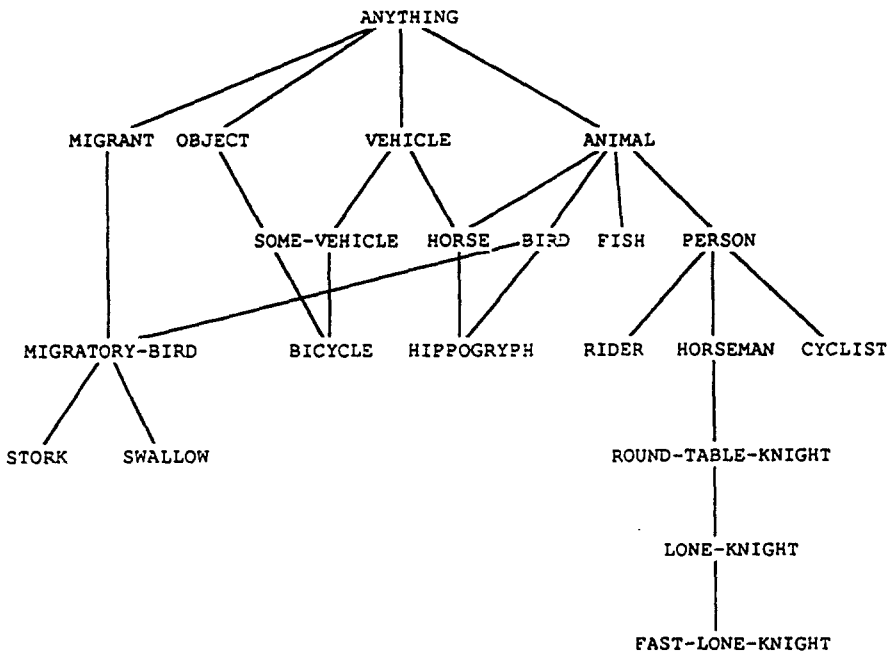 ANYTHING
MIGRANT OBJECT VEHICLE ANIMAL
SOME-VEHICLE HORSE BIRD FISH PERSON
MIGRATORY-BIRD BICYCLE HIPPOGRYPH RIDER HORSEMAN CYCLIST
STORK SWALLOW ROUND-TABLE-KNIGHT
LONE-KNIGHT
FAST-LONE-KNIGHT